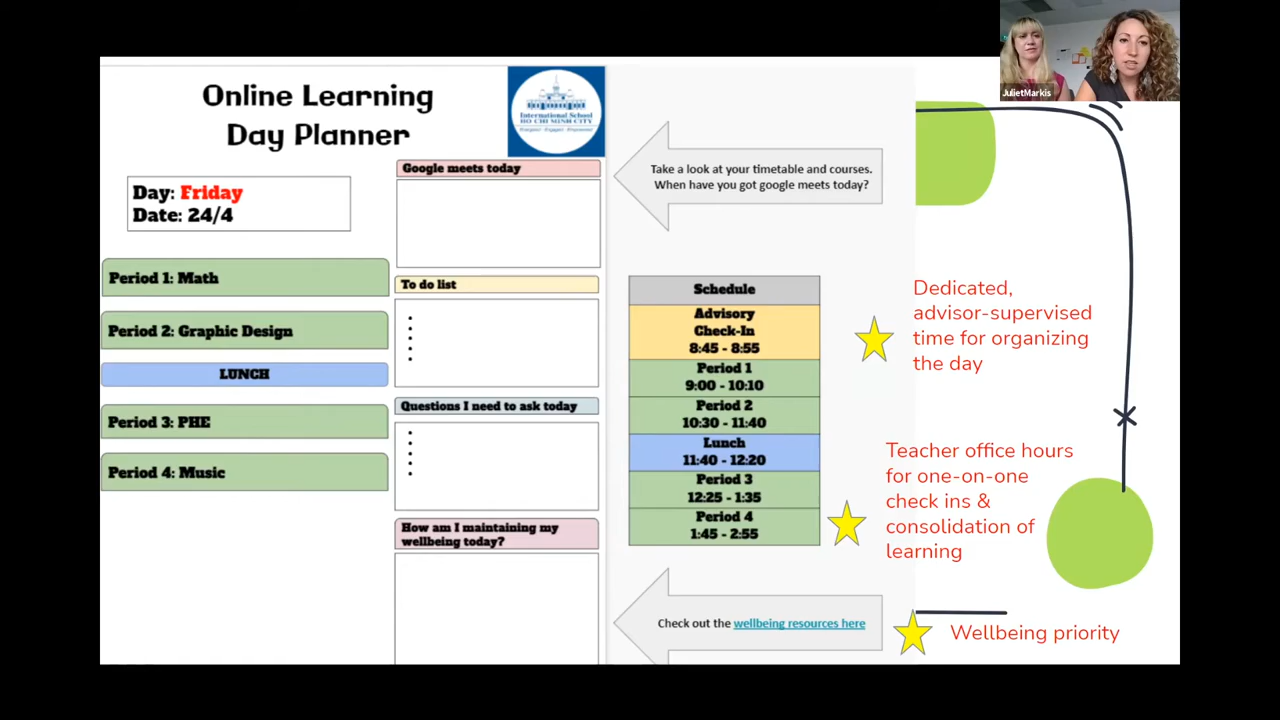 JulietMarkis
Online Learning
Day Planner
International School
HO CHI MINH CITY
Day: Friday
Date: 24/4
Period 1: Math
Period 2: Graphic Design
LUNCH
Period 3: PHE
Period 4: Music
Google meets today
To do list
Questions I need to ask today
How am I maintaining my
wellbeing today?
Take a look at your timetable and courses.
When have you got google meets today?
Schedule
Advisory
Check-In
8:45 - 8:55
Period 1
9:00 - 10:10
Period 2
10:30 - 11:40
Lunch
11:40 - 12:20
Period 3
12:25 - 1:35
Period 4
1:45 - 2:55
Check out the wellbeing resources here
Dedicated,
advisor-supervised
time for organizing
the day
Teacher office hours
for one-on-one
check ins &
consolidation of
learning
Wellbeing priority